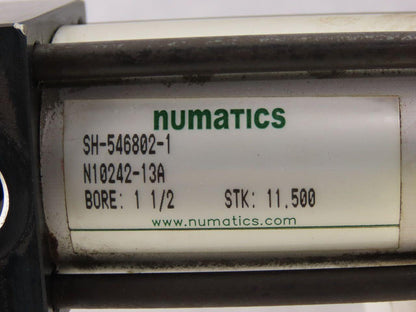 numatics
SH-546802-1
N10242-13A
BORE: 1 1/2 STK: 11.500
www.numatics.com